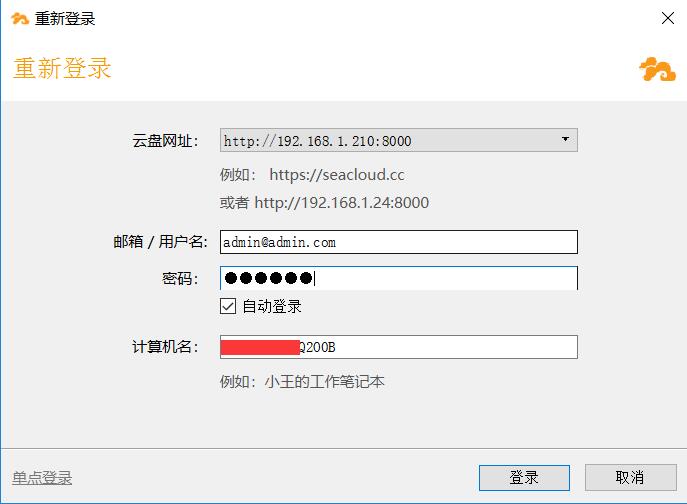 重新登录
重新登录
云盘网址：
http://192.168.1.210:8000
例如： https://seacloud.cc
或者 http://192.168.1.24:8000
邮箱 / 用户名:
admin@admin.com
密码：
●●●●●●
自动登录
计算机名：
Q200B
例如：小王的工作笔记本
单点登录
登录
取消